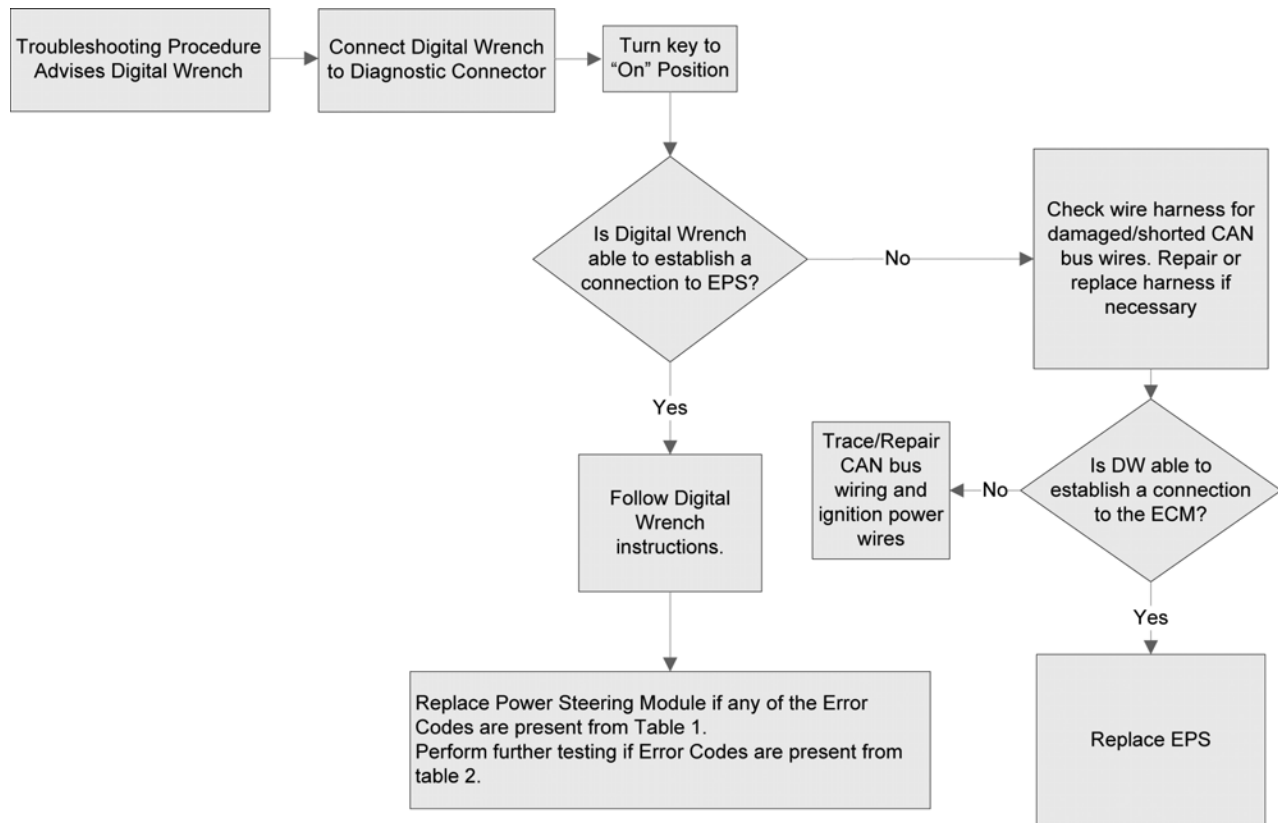 Troubleshooting Procedure
Advises Digital Wrench
Connect Digital Wrench
to Diagnostic Connector
Turn key to
“On” Position
Is Digital Wrench
able to establish a
connection to EPS?
No
Check wire harness for
damaged/shorted CAN
bus wires. Repair or
replace harness if
necessary
Yes
Follow Digital
Wrench
instructions.
Trace/Repair
CAN bus
wiring and
ignition power
wires
No
Is DW able to
establish a connection
to the ECM?
Yes
Replace Power Steering Module if any of the Error
Codes are present from Table 1.
Perform further testing if Error Codes are present from
table 2.
Replace EPS